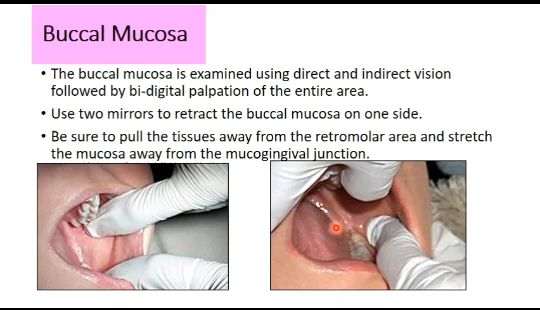 Buccal Mucosa
• The buccal mucosa is examined using direct and indirect vision
followed by bi-digital palpation of the entire area.
• Use two mirrors to retract the buccal mucosa on one side.
• Be sure to pull the tissues away from the retromolar area and stretch
the mucosa away from the mucogingival junction.